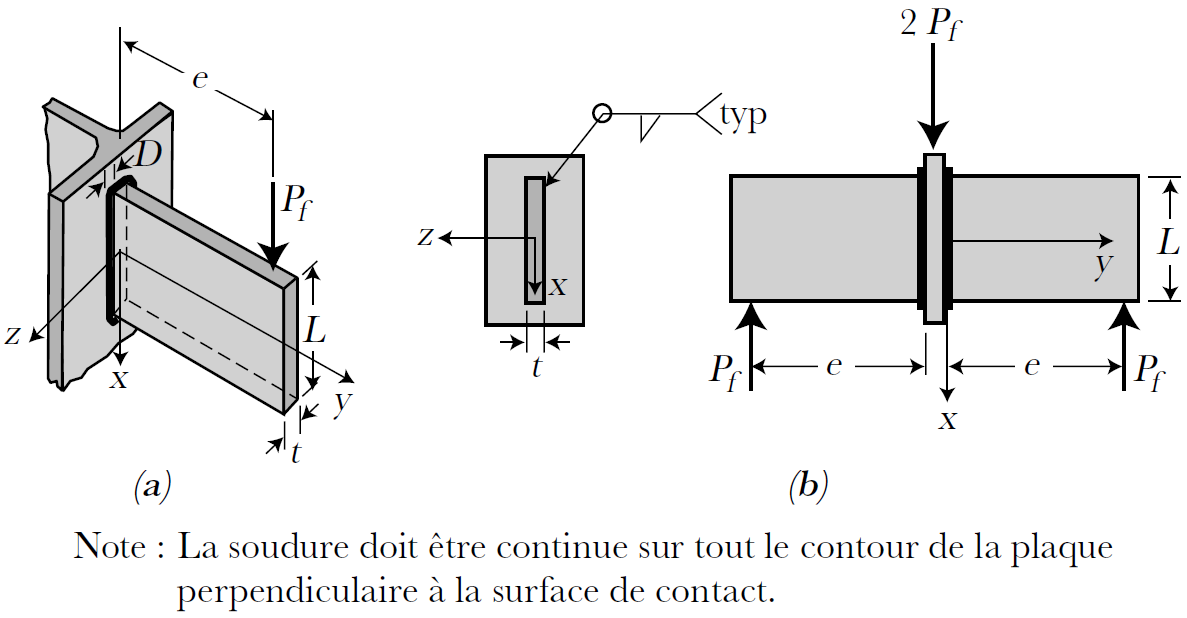 2 P_f
e
D
P_f
typ
z
x
L
y
z
L
x
y
t
P_f
e
e
P_f
t
x
(a)
(b)
Note : La soudure doit être continue sur tout le contour de la plaque
perpendiculaire à la surface de contact.